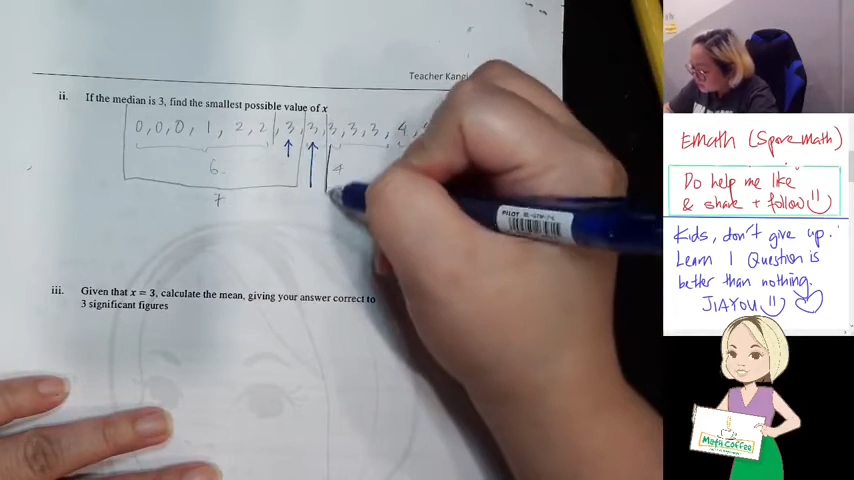 Teacher Kang
ii. If the median is 3, find the smallest possible value of x
0,0,0, 1, 2, 2, 3, 3, 3, 3, 3, 4,
6.
4
7
iii. Given that x = 3, calculate the mean, giving your answer correct to
3 significant figures
PILOT
Emath (Spore math)
Do help me like
& share + follow
Kids, don't give up.
Learn 1 Question is
better than nothing.
JIAYOU
Math Coffee